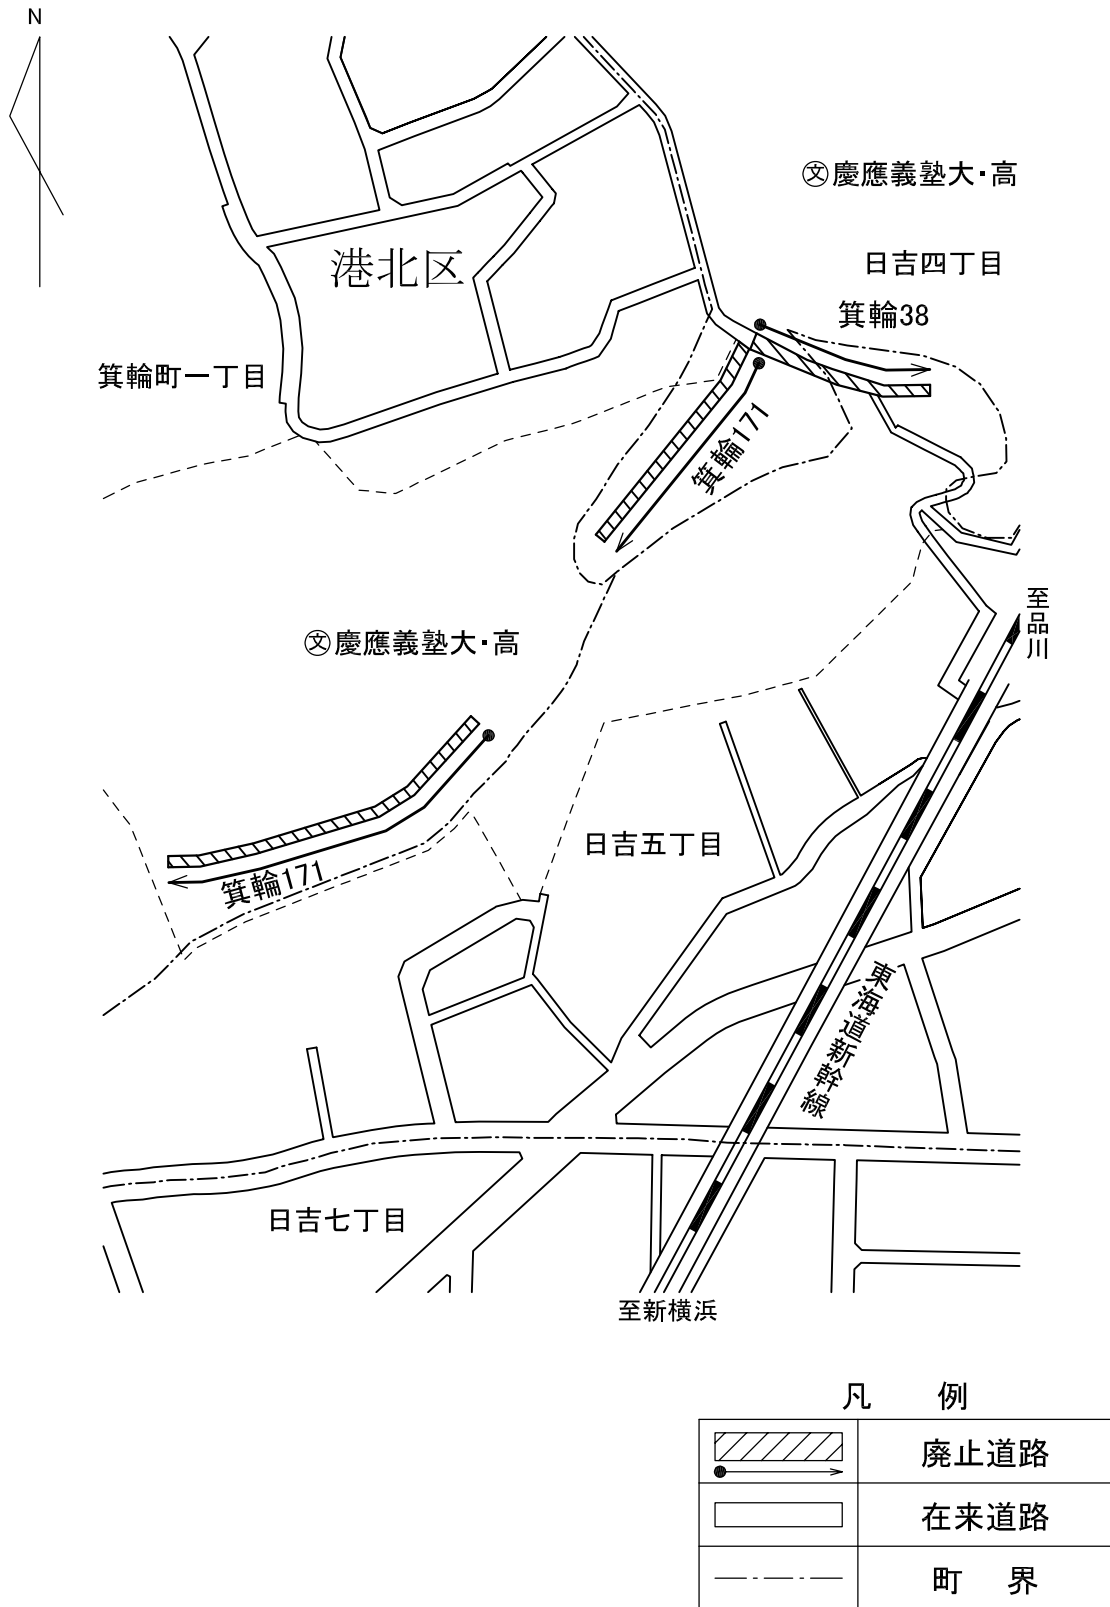 N
㊫慶應義塾大・高
日吉四丁目
港北区
箕輪38
箕輪町一丁目
箕輪171
至品川
㊫慶應義塾大・高
日吉五丁目
箕輪171
東海道新幹線
日吉七丁目
至新横浜
凡 例
廃止道路
在来道路
町 界